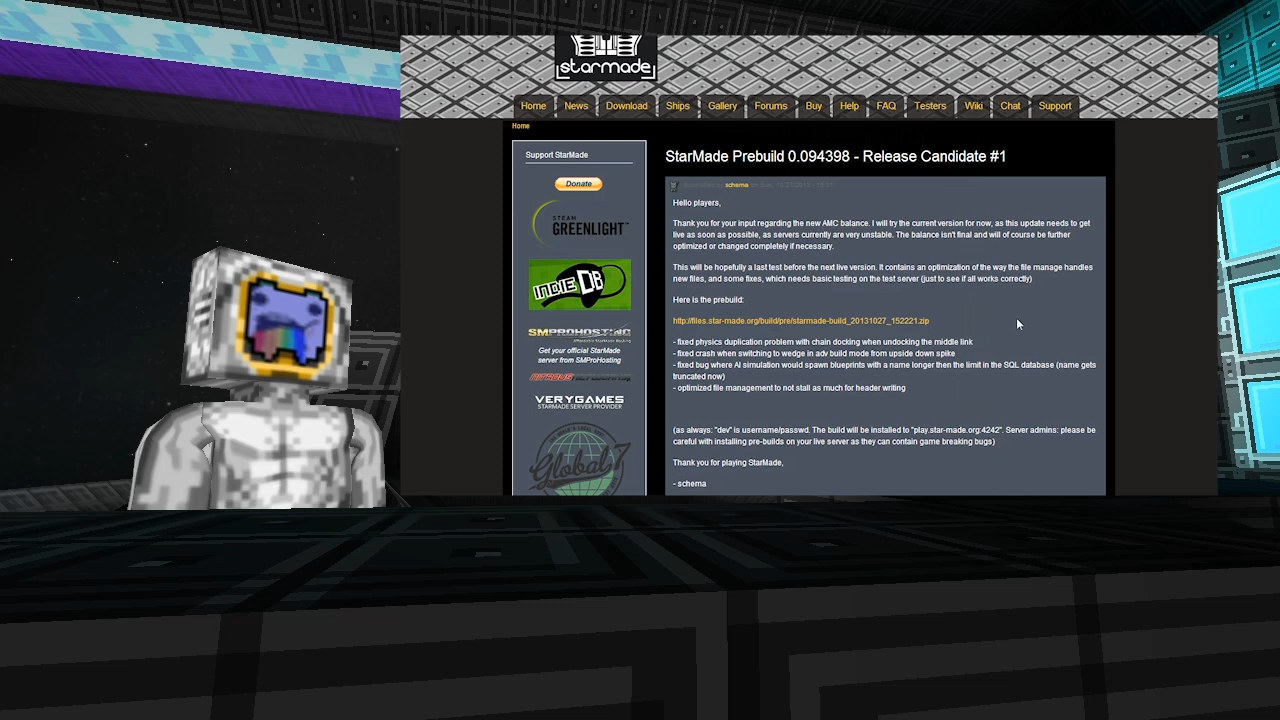 starmade
Home News Download Ships Gallery Forums Buy Help FAQ Testers Wiki Chat Support
Home
Support StarMade
Donate
STEAM
GREENLIGHT™
INDIE DB
SMPROHOSTING
Get your official StarMade
server from SMProHosting
NITROUS NETWORKS
VERYGAMES
STARMADE SERVER PROVIDER
Global 7
StarMade Prebuild 0.094398 - Release Candidate #1
schema
Hello players,
Thank you for your input regarding the new AMC balance. I will try the current version for now, as this update needs to get
live as soon as possible, as servers currently are very unstable. The balance isn't final and will of course be further
optimized or changed completely if necessary.
This will be hopefully a last test before the next live version. It contains an optimization of the way the file manage handles
new files, and some fixes, which needs basic testing on the test server (just to see if all works correctly)
Here is the prebuild:
http://files.star-made.org/build/pre/starmade-build_20131027_152221.zip
- fixed physics duplication problem with chain docking when undocking the middle link
- fixed crash when switching to wedge in adv build mode from upside down spike
- fixed bug where AI simulation would spawn blueprints with a name longer then the limit in the SQL database (name gets
truncated now)
- optimized file management to not stall as much for header writing
(as always: "dev" is username/passwd. The build will be installed to "play.star-made.org:4242". Server admins: please be
careful with installing pre-builds on your live server as they can contain game breaking bugs)
Thank you for playing StarMade,
- schema